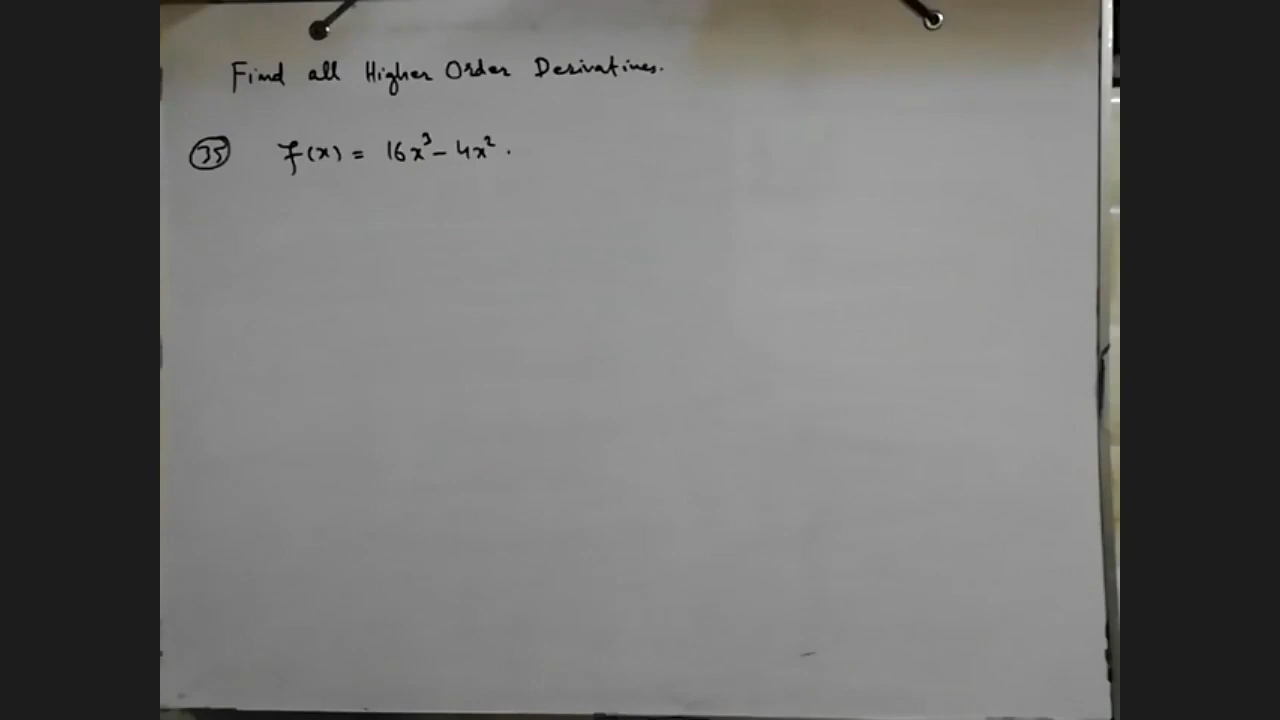 Find all Higher Order Derivatives.
35 f(x) = 16x³ - 4x².